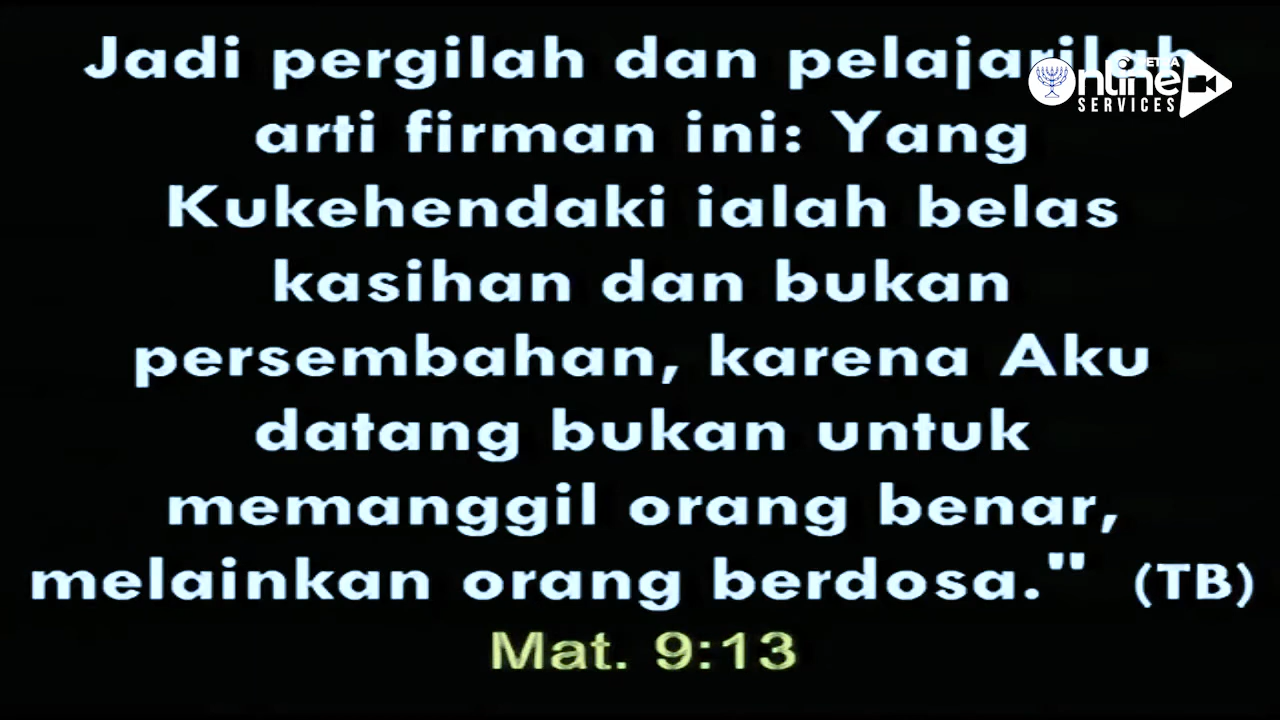 Jadi pergilah dan pelajarilah
arti firman ini: Yang
Kukehendaki ialah belas
kasihan dan bukan
persembahan, karena Aku
datang bukan untuk
memanggil orang benar,
melainkan orang berdosa." (TB)
Mat. 9:13
Online
SERVICES